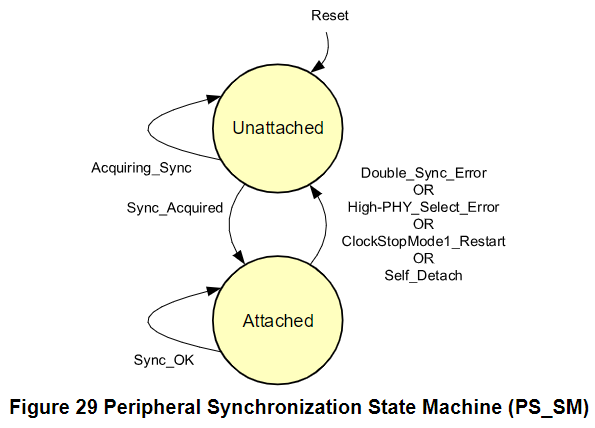 Reset
Unattached
Acquiring_Sync
Sync_Acquired
Double_Sync_Error
OR
High-PHY_Select_Error
OR
ClockStopMode1_Restart
OR
Self_Detach
Attached
Sync_OK
Figure 29 Peripheral Synchronization State Machine (PS_SM)